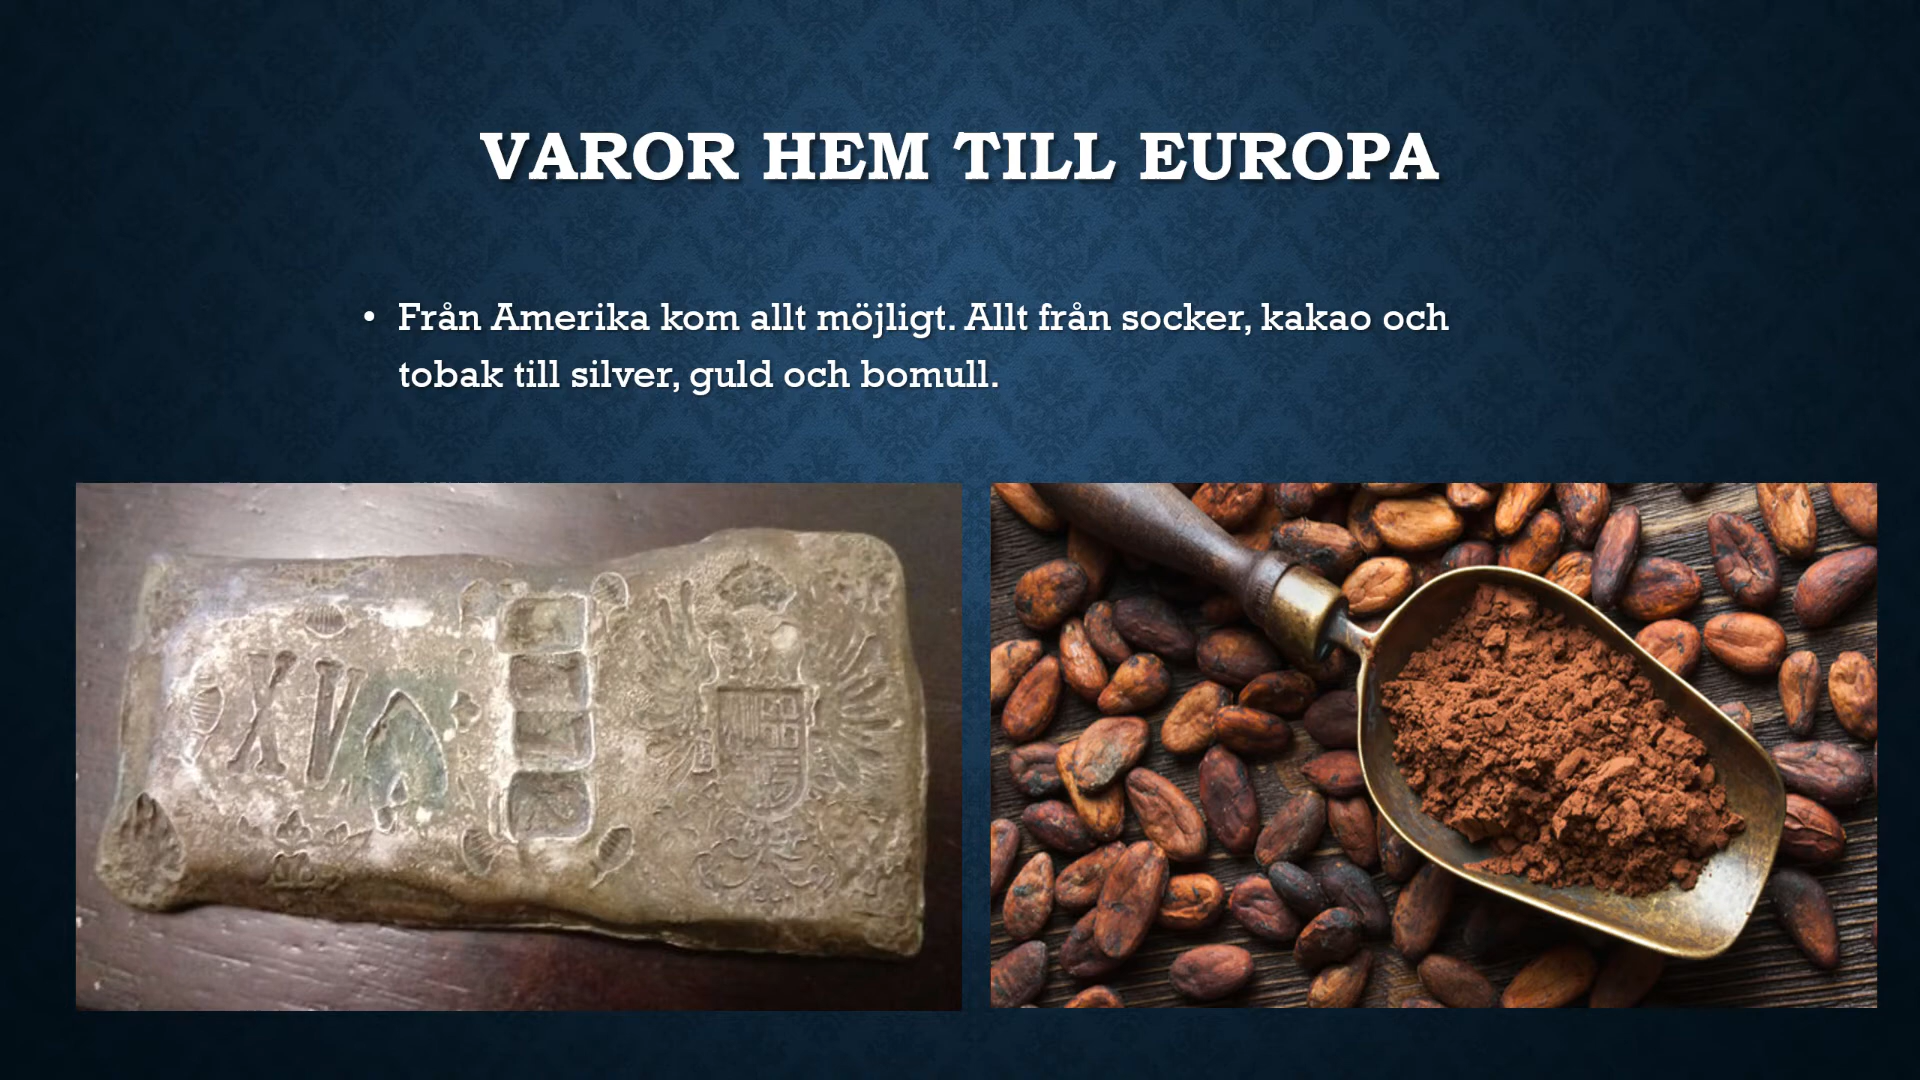 VAROR HEM TILL EUROPA
• Från Amerika kom allt möjligt. Allt från socker, kakao och
tobak till silver, guld och bomull.
XV